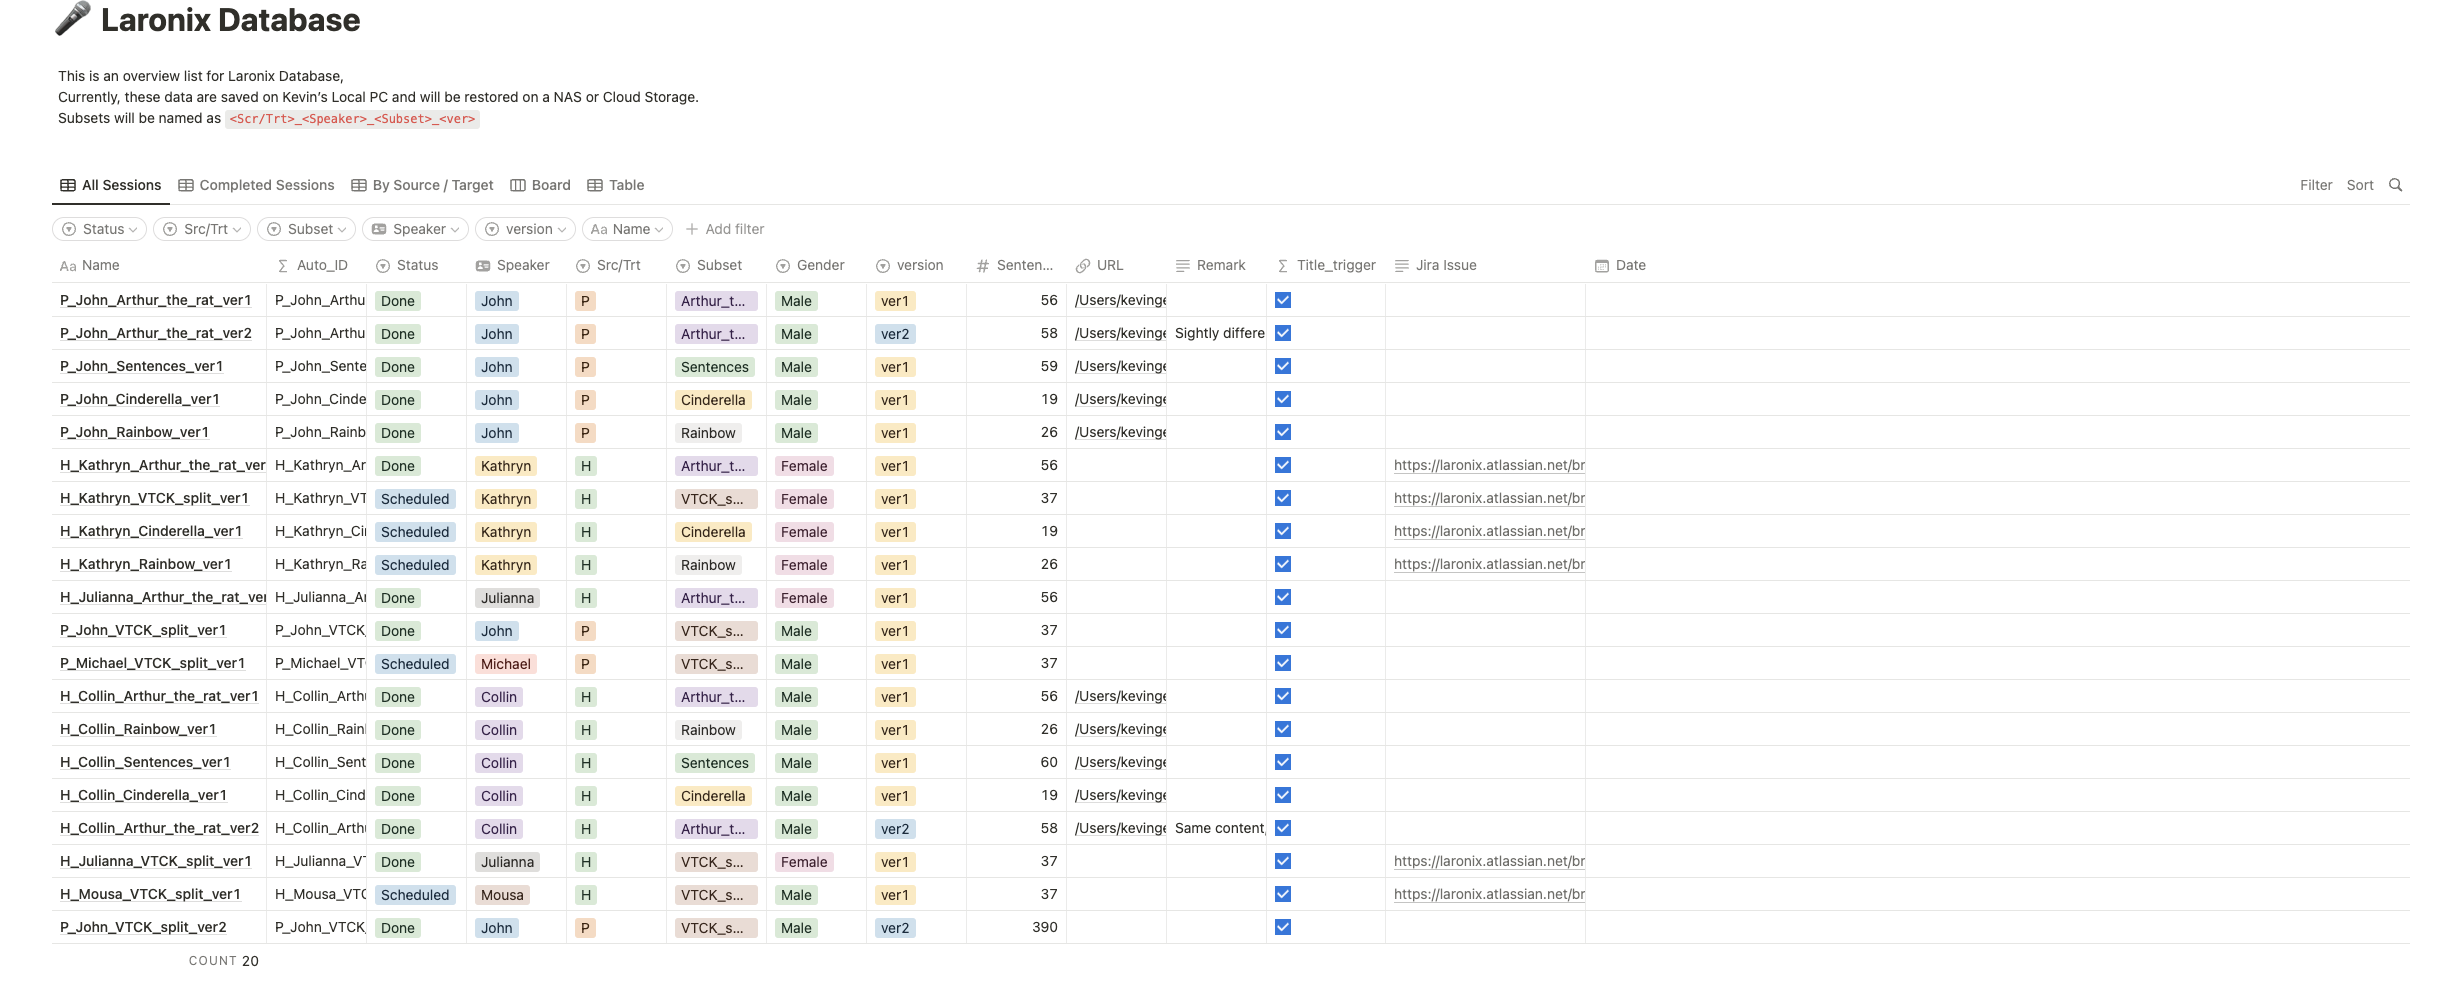 🎤 Laronix Database
This is an overview list for Laronix Database,
Currently, these data are saved on Kevin's Local PC and will be restored on a NAS or Cloud Storage.
Subsets will be named as <Scr/Trt>_<Speaker>_<Subset>_<ver>
All Sessions Completed Sessions By Source / Target Board Table Filter Sort
Status Src/Trt Subset Speaker version Aa Name + Add filter
Aa Name Σ Auto_ID Status Speaker Src/Trt Subset Gender version # Senten... URL Remark Σ Title_trigger Jira Issue Date
P_John_Arthur_the_rat_ver1 P_John_Arthu Done John P Arthur_t... Male ver1 56 /Users/kevinge
P_John_Arthur_the_rat_ver2 P_John_Arthu Done John P Arthur_t... Male ver2 58 /Users/kevinge Sightly differe
P_John_Sentences_ver1 P_John_Sente Done John P Sentences Male ver1 59 /Users/kevinge
P_John_Cinderella_ver1 P_John_Cinde Done John P Cinderella Male ver1 19 /Users/kevinge
P_John_Rainbow_ver1 P_John_Rainb Done John P Rainbow Male ver1 26 /Users/kevinge
H_Kathryn_Arthur_the_rat_ver H_Kathryn_Ar Done Kathryn H Arthur_t... Female ver1 56 https://laronix.atlassian.net/br
H_Kathryn_VTCK_split_ver1 H_Kathryn_VT Scheduled Kathryn H VTCK_s... Female ver1 37 https://laronix.atlassian.net/br
H_Kathryn_Cinderella_ver1 H_Kathryn_Ci Scheduled Kathryn H Cinderella Female ver1 19 https://laronix.atlassian.net/br
H_Kathryn_Rainbow_ver1 H_Kathryn_Ra Scheduled Kathryn H Rainbow Female ver1 26 https://laronix.atlassian.net/br
H_Julianna_Arthur_the_rat_ver H_Julianna_Ar Done Julianna H Arthur_t... Female ver1 56
P_John_VTCK_split_ver1 P_John_VTCK_ Done John P VTCK_s... Male ver1 37
P_Michael_VTCK_split_ver1 P_Michael_VT Scheduled Michael P VTCK_s... Male ver1 37
H_Collin_Arthur_the_rat_ver1 H_Collin_Arth Done Collin H Arthur_t... Male ver1 56 /Users/kevinge
H_Collin_Rainbow_ver1 H_Collin_Rain Done Collin H Rainbow Male ver1 26 /Users/kevinge
H_Collin_Sentences_ver1 H_Collin_Sent Done Collin H Sentences Male ver1 60 /Users/kevinge
H_Collin_Cinderella_ver1 H_Collin_Cind Done Collin H Cinderella Male ver1 19 /Users/kevinge
H_Collin_Arthur_the_rat_ver2 H_Collin_Arth Done Collin H Arthur_t... Male ver2 58 /Users/kevinge Same content,
H_Julianna_VTCK_split_ver1 H_Julianna_VT Done Julianna H VTCK_s... Female ver1 37 https://laronix.atlassian.net/br
H_Mousa_VTCK_split_ver1 H_Mousa_VTC Scheduled Mousa H VTCK_s... Male ver1 37 https://laronix.atlassian.net/br
P_John_VTCK_split_ver2 P_John_VTCK_ Done John P VTCK_s... Male ver2 390
COUNT 20